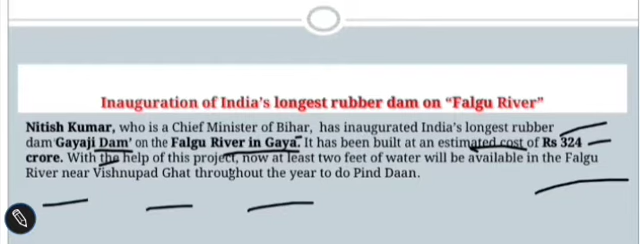 Inauguration of India's longest rubber dam on "Falgu River"
Nitish Kumar, who is a Chief Minister of Bihar, has inaugurated India's longest rubber
dam 'Gayaji Dam' on the Falgu River in Gaya. It has been built at an estimated cost of Rs 324
crore. With the help of this project, now at least two feet of water will be available in the Falgu
River near Vishnupad Ghat throughout the year to do Pind Daan.